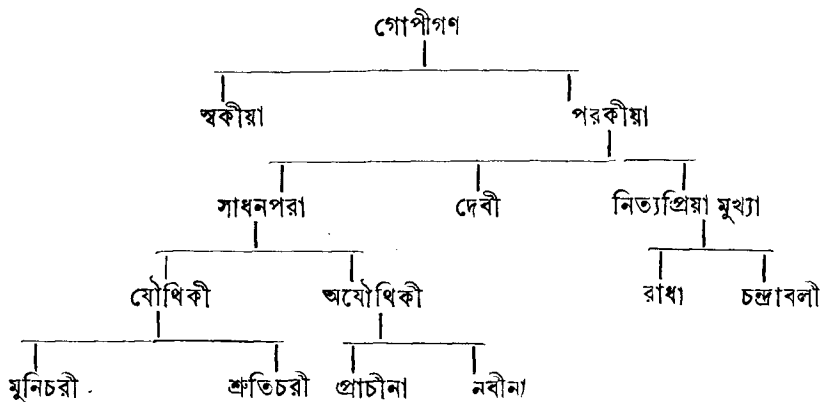 গোপীগণ
স্বকীয়া পরকীয়া
সাধনপরা দেবী নিত্যপ্রিয়া মুখ্যা
যৌথিকী অযৌথিকী রাধা চন্দ্রাবলী
মুনিচরী শ্রুতিচরী প্রাচীনা নবীনা